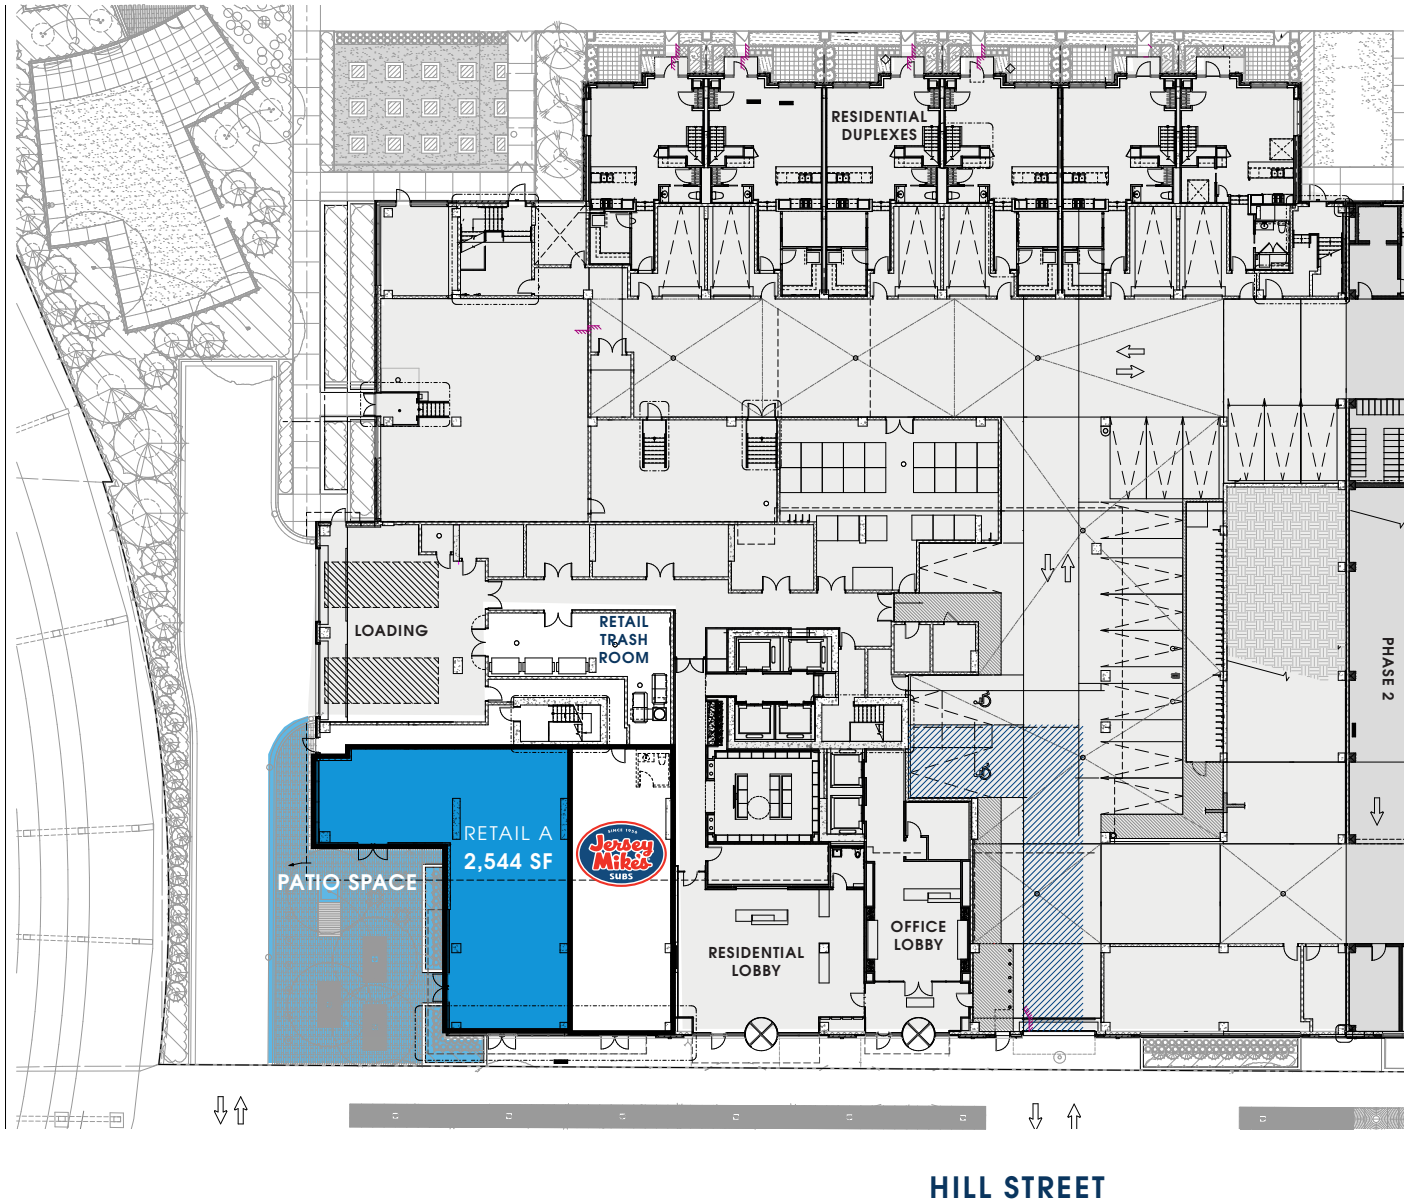 RESIDENTIAL
DUPLEXES
LOADING
RETAIL
TRASH
ROOM
PHASE 2
RETAIL A
2,544 SF
SINCE 1956
Jersey
Mike's
SUBS
PATIO SPACE
OFFICE
LOBBY
RESIDENTIAL
LOBBY
HILL STREET